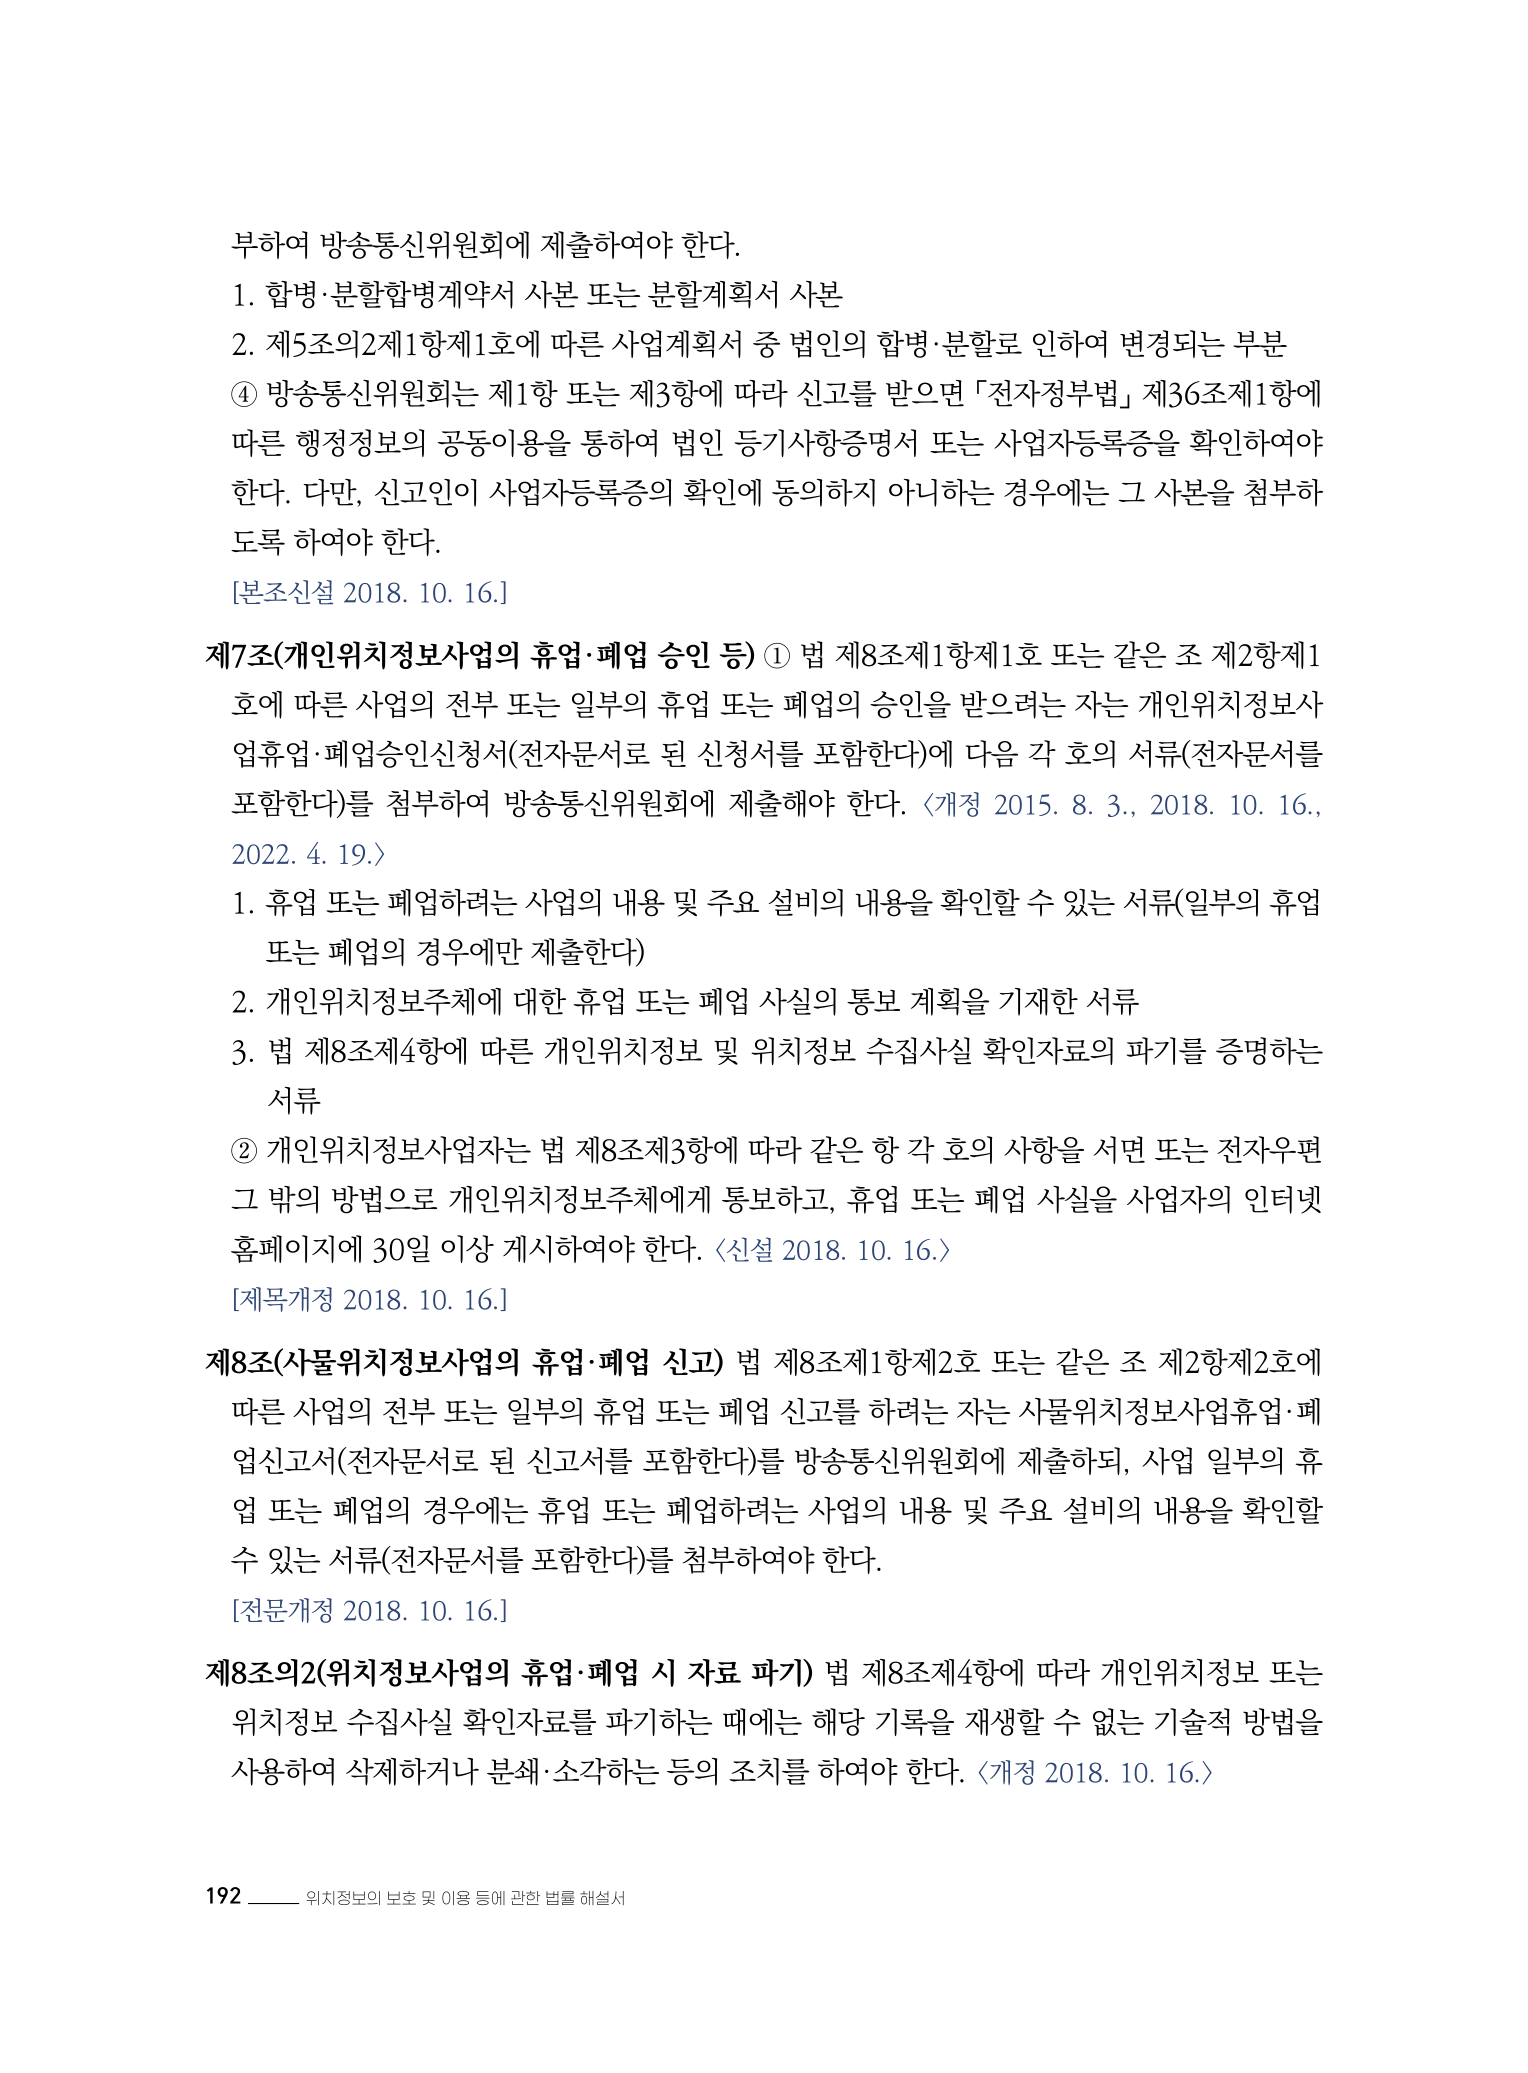 부하여 방송통신위원회에 제출하여야 한다.
1. 합병·분할합병계약서 사본 또는 분할계획서 사본
2. 제5조의2제1항제1호에 따른 사업계획서 중 법인의 합병·분할로 인하여 변경되는 부분
④ 방송통신위원회는 제1항 또는 제3항에 따라 신고를 받으면 「전자정부법」 제36조제1항에
따른 행정정보의 공동이용을 통하여 법인 등기사항증명서 또는 사업자등록증을 확인하여야
한다. 다만, 신고인이 사업자등록증의 확인에 동의하지 아니하는 경우에는 그 사본을 첨부하
도록 하여야 한다.
[본조신설 2018. 10. 16.]
제7조(개인위치정보사업의 휴업·폐업 승인 등) ① 법 제8조제1항제1호 또는 같은 조 제2항제1
호에 따른 사업의 전부 또는 일부의 휴업 또는 폐업의 승인을 받으려는 자는 개인위치정보사
업휴업·폐업승인신청서(전자문서로 된 신청서를 포함한다)에 다음 각 호의 서류(전자문서를
포함한다)를 첨부하여 방송통신위원회에 제출해야 한다. 〈개정 2015. 8. 3., 2018. 10. 16.,
2022. 4. 19.〉
1. 휴업 또는 폐업하려는 사업의 내용 및 주요 설비의 내용을 확인할 수 있는 서류(일부의 휴업
또는 폐업의 경우에만 제출한다)
2. 개인위치정보주체에 대한 휴업 또는 폐업 사실의 통보 계획을 기재한 서류
3. 법 제8조제4항에 따른 개인위치정보 및 위치정보 수집사실 확인자료의 파기를 증명하는
서류
② 개인위치정보사업자는 법 제8조제3항에 따라 같은 항 각 호의 사항을 서면 또는 전자우편
그 밖의 방법으로 개인위치정보주체에게 통보하고, 휴업 또는 폐업 사실을 사업자의 인터넷
홈페이지에 30일 이상 게시하여야 한다. 〈신설 2018. 10. 16.〉
[제목개정 2018. 10. 16.]
제8조(사물위치정보사업의 휴업·폐업 신고) 법 제8조제1항제2호 또는 같은 조 제2항제2호에
따른 사업의 전부 또는 일부의 휴업 또는 폐업 신고를 하려는 자는 사물위치정보사업휴업·폐
업신고서(전자문서로 된 신고서를 포함한다)를 방송통신위원회에 제출하되, 사업 일부의 휴
업 또는 폐업의 경우에는 휴업 또는 폐업하려는 사업의 내용 및 주요 설비의 내용을 확인할
수 있는 서류(전자문서를 포함한다)를 첨부하여야 한다.
[전문개정 2018. 10. 16.]
제8조의2(위치정보사업의 휴업·폐업 시 자료 파기) 법 제8조제4항에 따라 개인위치정보 또는
위치정보 수집사실 확인자료를 파기하는 때에는 해당 기록을 재생할 수 없는 기술적 방법을
사용하여 삭제하거나 분쇄·소각하는 등의 조치를 하여야 한다. 〈개정 2018. 10. 16.〉
192 위치정보의 보호 및 이용 등에 관한 법률 해설서